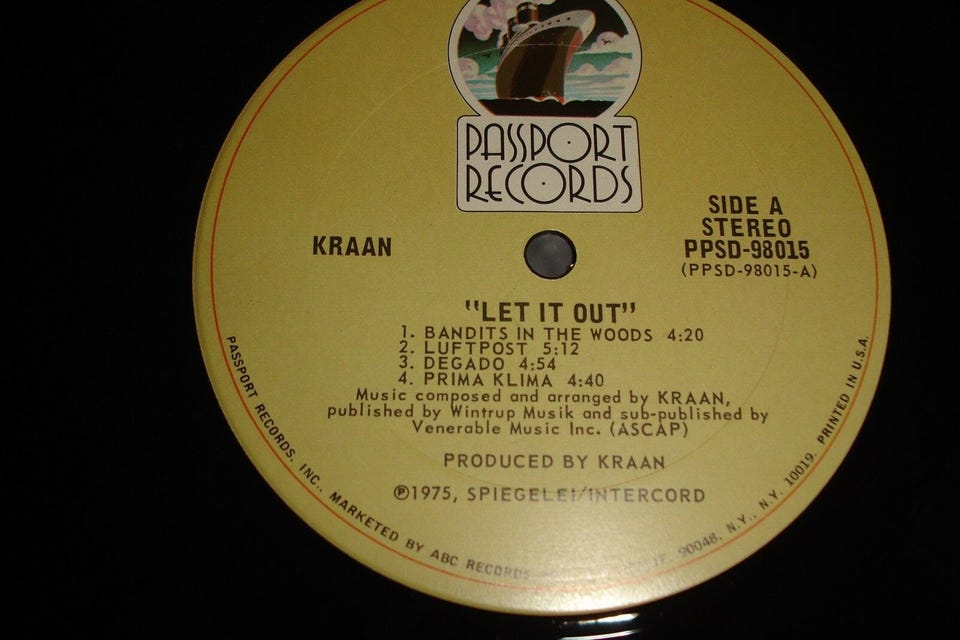 PASSPORT
RECORDS
KRAAN
SIDE A
STEREO
PPSD-98015
(PPSD-98015-A)
"LET IT OUT"
1. BANDITS IN THE WOODS 4:20
2. LUFTPOST 5:12
3. DEGADO 4:54
4. PRIMA KLIMA 4:40
Music composed and arranged by KRAAN,
published by Wintrup Musik and sub-published by
Venerable Music Inc. (ASCAP)
PRODUCED BY KRAAN
℗1975, SPIEGELEI/INTERCORD
PASSPORT RECORDS, INC., MARKETED BY ABC RECORDS 90048. N.Y., N.Y. 10019. PRINTED IN U.S.A.